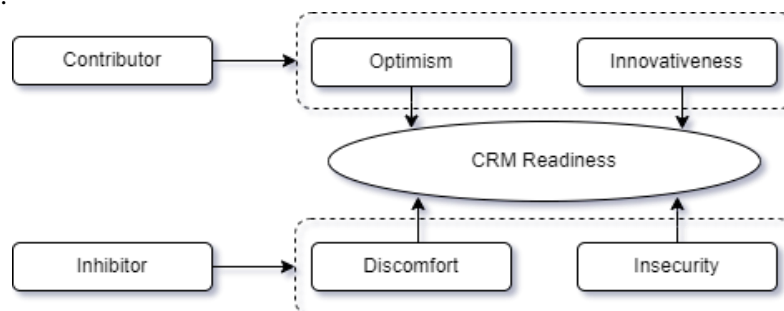 .
Contributor
Optimism
Innovativeness
CRM Readiness
Inhibitor
Discomfort
Insecurity